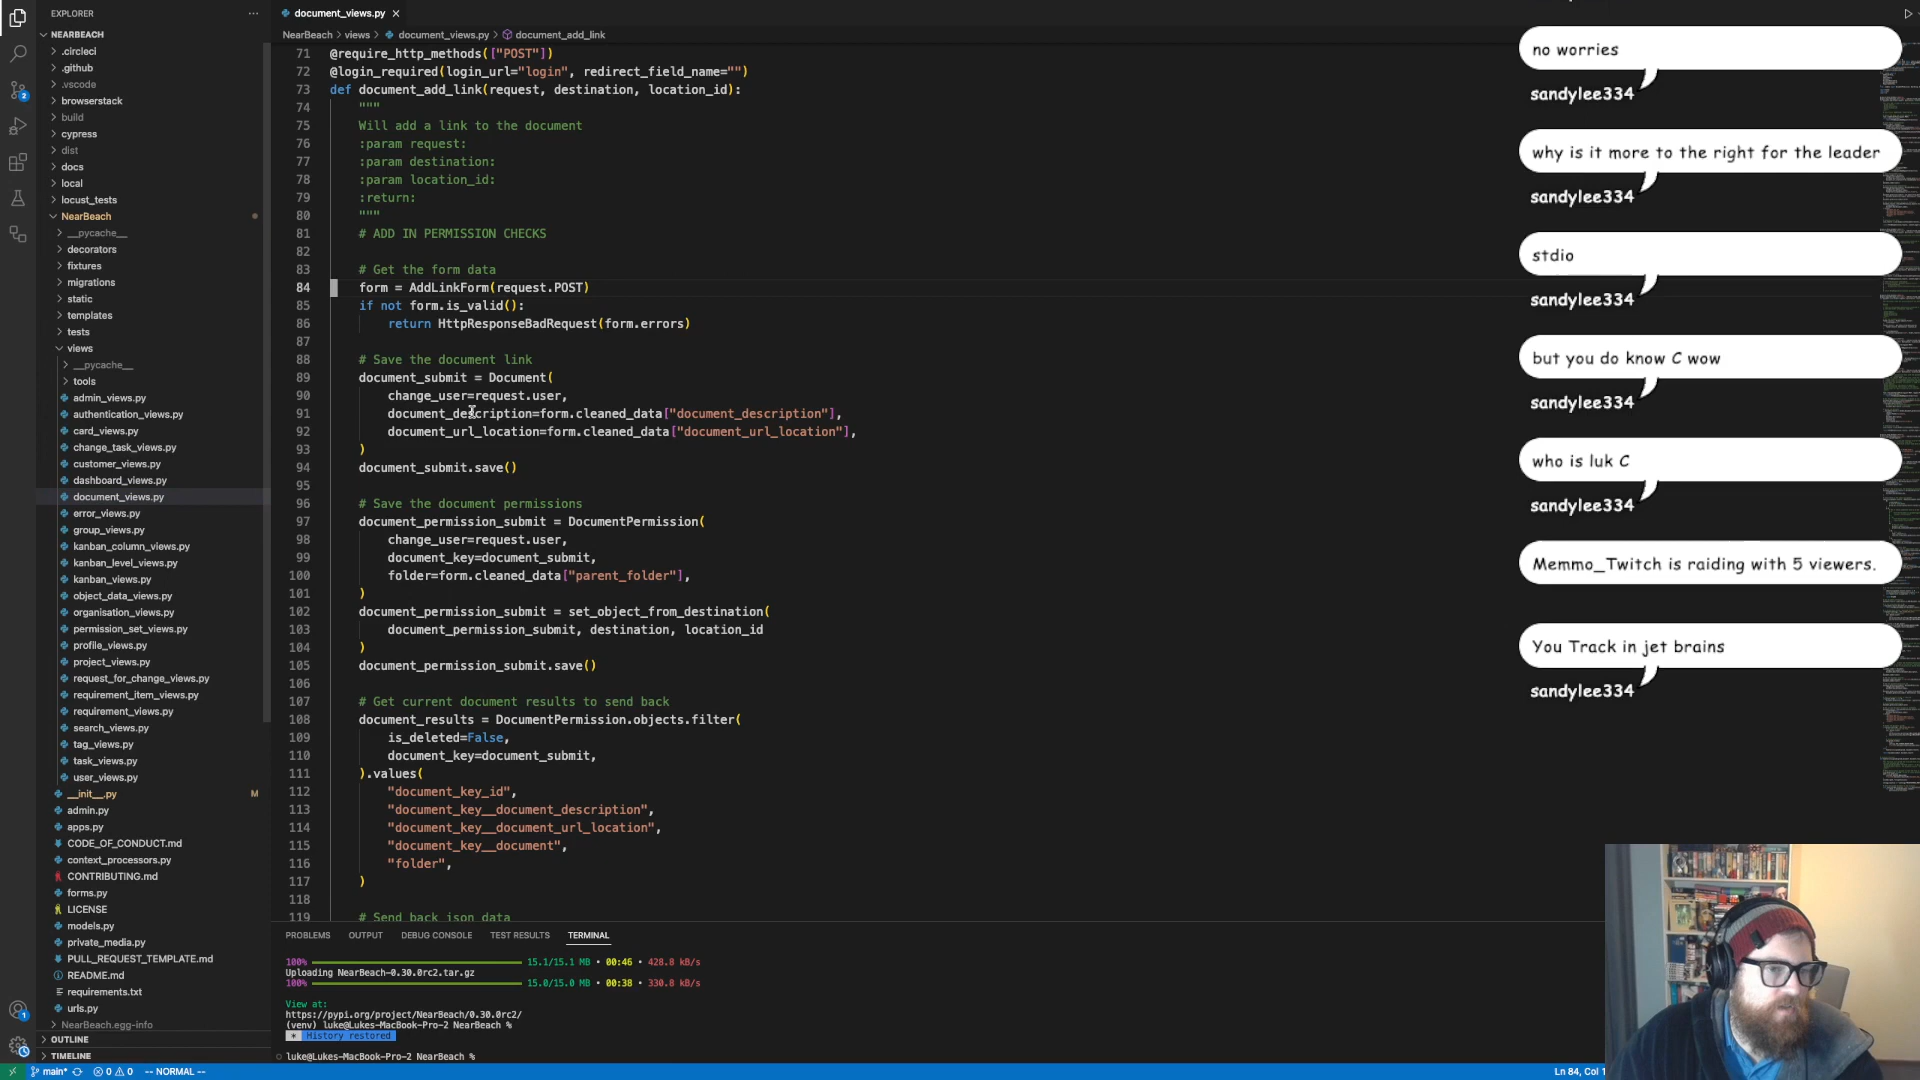 EXPLORER
NEARBEACH
.circleci
.github
.vscode
browserstack
build
cypress
dist
docs
local
locust_tests
NearBeach
__pycache__
decorators
fixtures
migrations
static
templates
tests
views
__pycache__
tools
admin_views.py
authentication_views.py
card_views.py
change_task_views.py
customer_views.py
dashboard_views.py
document_views.py
error_views.py
group_views.py
kanban_column_views.py
kanban_level_views.py
kanban_views.py
object_data_views.py
organisation_views.py
permission_set_views.py
profile_views.py
project_views.py
request_for_change_views.py
requirement_item_views.py
requirement_views.py
search_views.py
tag_views.py
task_views.py
user_views.py
__init__.py M
admin.py
apps.py
CODE_OF_CONDUCT.md
context_processors.py
CONTRIBUTING.md
forms.py
LICENSE
models.py
private_media.py
PULL_REQUEST_TEMPLATE.md
README.md
requirements.txt
urls.py
NearBeach.egg-info
OUTLINE
TIMELINE
document_views.py
NearBeach > views > document_views.py > document_add_link
71 @require_http_methods(["POST"])
72 @login_required(login_url="login", redirect_field_name="")
73 def document_add_link(request, destination, location_id):
74 """
75 Will add a link to the document
76 :param request:
77 :param destination:
78 :param location_id:
79 :return:
80 """
81 # ADD IN PERMISSION CHECKS
82
83 # Get the form data
84 form = AddLinkForm(request.POST)
85 if not form.is_valid():
86 return HttpResponseBadRequest(form.errors)
87
88 # Save the document link
89 document_submit = Document(
90 change_user=request.user,
91 document_description=form.cleaned_data["document_description"],
92 document_url_location=form.cleaned_data["document_url_location"],
93 )
94 document_submit.save()
95
96 # Save the document permissions
97 document_permission_submit = DocumentPermission(
98 change_user=request.user,
99 document_key=document_submit,
100 folder=form.cleaned_data["parent_folder"],
101 )
102 document_permission_submit = set_object_from_destination(
103 document_permission_submit, destination, location_id
104 )
105 document_permission_submit.save()
106
107 # Get current document results to send back
108 document_results = DocumentPermission.objects.filter(
109 is_deleted=False,
110 document_key=document_submit,
111 ).values(
112 "document_key_id",
113 "document_key__document_description",
114 "document_key__document_url_location",
115 "document_key__document",
116 "folder",
117 )
118
119 # Send back json data
PROBLEMS OUTPUT DEBUG CONSOLE TEST RESULTS TERMINAL
100% 15.1/15.1 MB • 00:46 • 428.8 kB/s
Uploading NearBeach-0.30.0rc2.tar.gz
100% 15.0/15.0 MB • 00:38 • 330.8 kB/s
View at:
https://pypi.org/project/NearBeach/0.30.0rc2/
(venv) luke@Lukes-MacBook-Pro-2 NearBeach %
* History restored
luke@Lukes-MacBook-Pro-2 NearBeach %
main* 0 0 -- NORMAL --
Ln 84, Col 1
no worries
sandylee334
why is it more to the right for the leader
sandylee334
stdio
sandylee334
but you do know C wow
sandylee334
who is luk C
sandylee334
Memmo_Twitch is raiding with 5 viewers.
You Track in jet brains
sandylee334
2
1